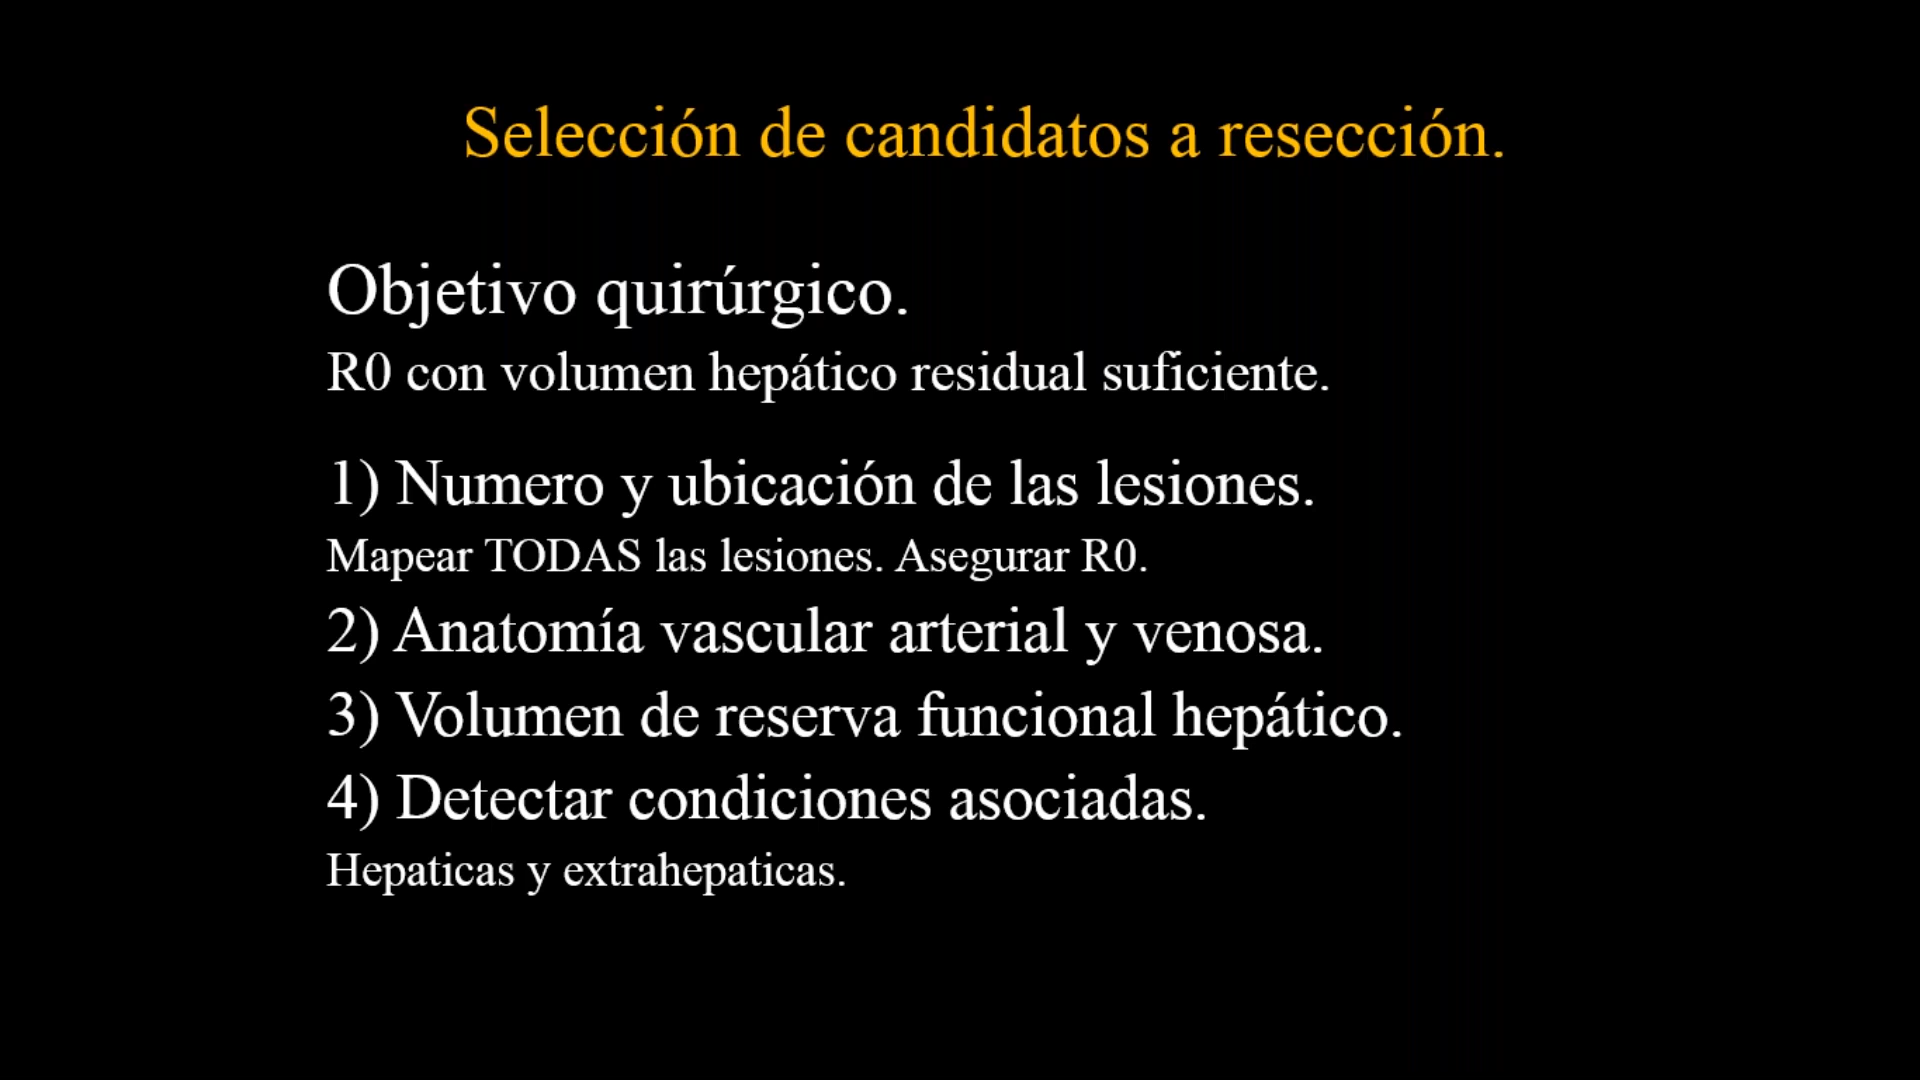 Selección de candidatos a resección.
Objetivo quirúrgico.
R0 con volumen hepático residual suficiente.
1) Numero y ubicación de las lesiones.
Mapear TODAS las lesiones. Asegurar R0.
2) Anatomía vascular arterial y venosa.
3) Volumen de reserva funcional hepático.
4) Detectar condiciones asociadas.
Hepaticas y extrahepaticas.